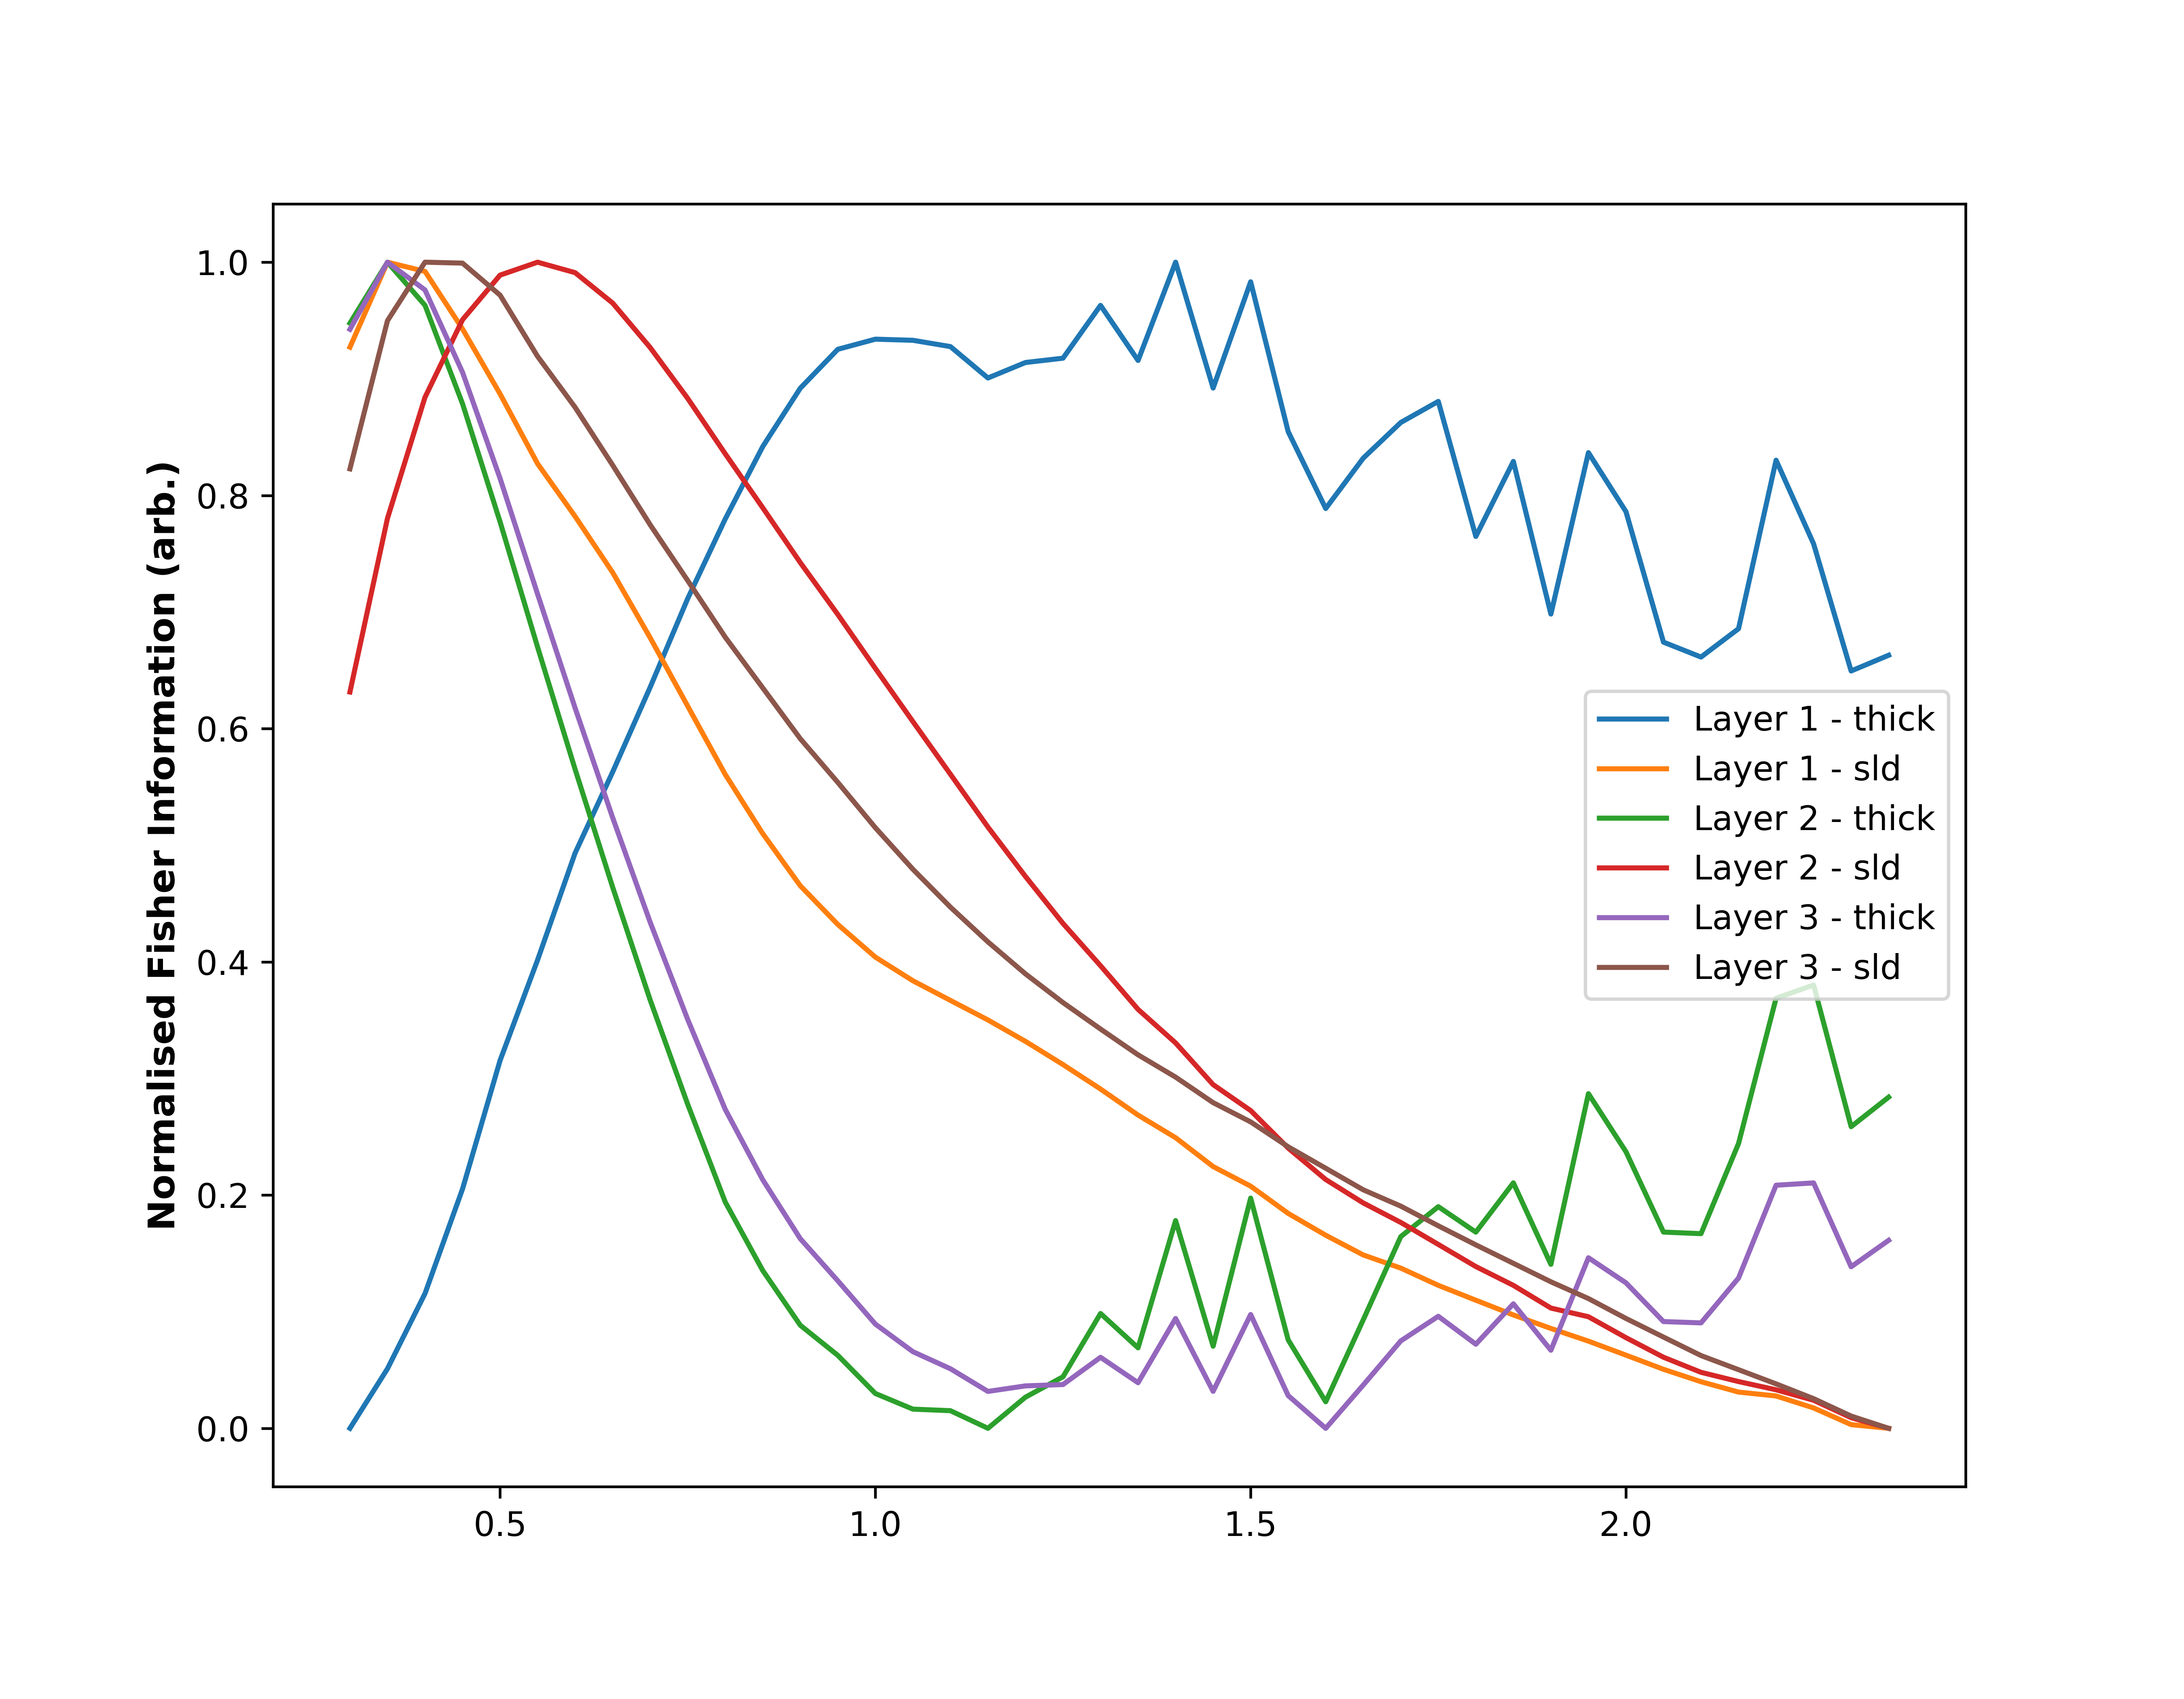 Normalised Fisher Information (arb.)
1.0
0.8
0.6
0.4
0.2
0.0
0.5 1.0 1.5 2.0
Layer 1 - thick
Layer 1 - sld
Layer 2 - thick
Layer 2 - sld
Layer 3 - thick
Layer 3 - sld